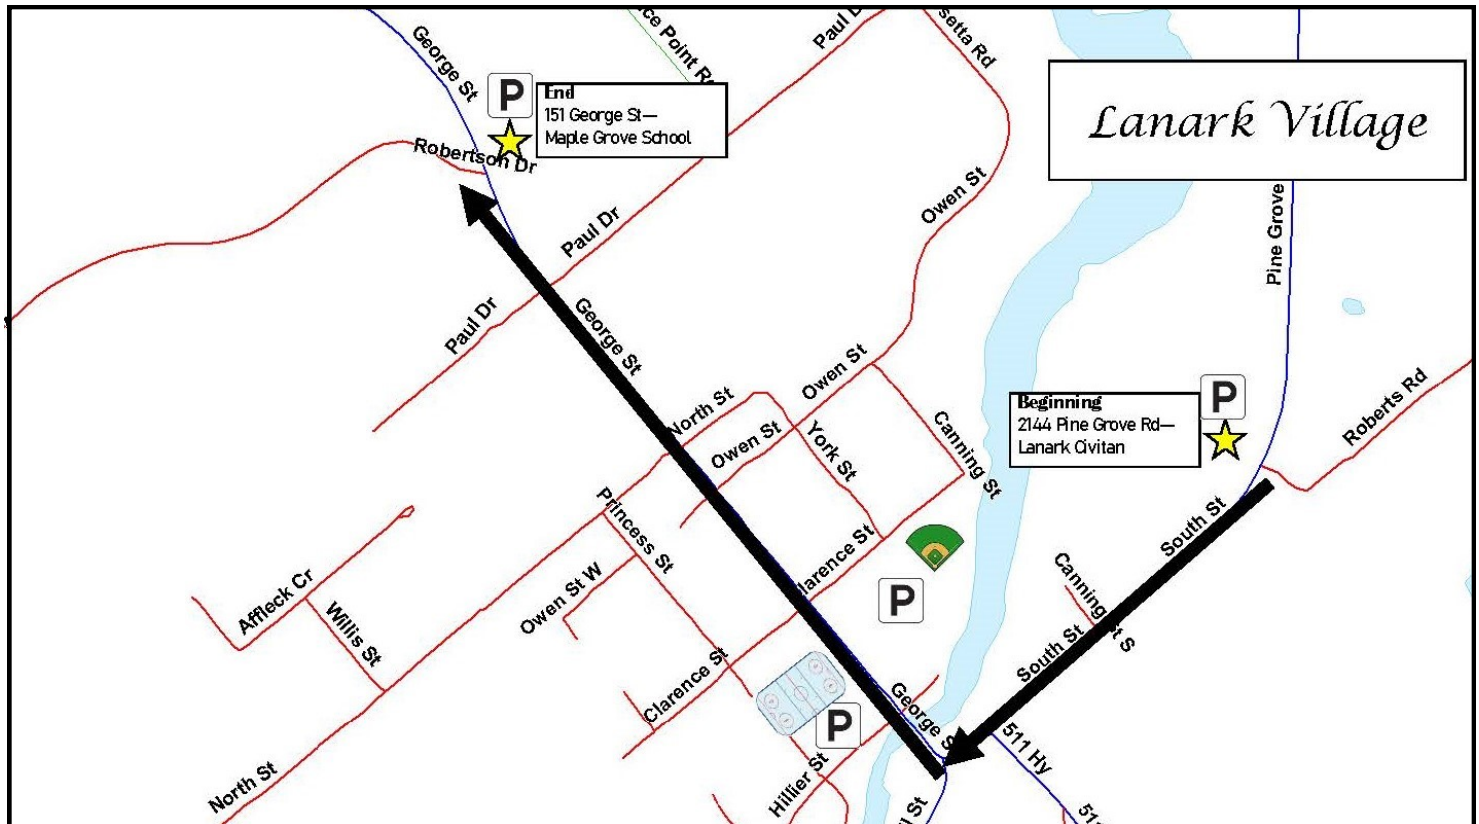 George St
P
End
151 George St—
Maple Grove School
Point
Paul
Rd
Lanark Village
Robertson Dr
Owen St
Pine Grove
Paul Dr
Paul Dr
George St
Owen St
North St
Owen St
York St
Canning St
P
Beginning
2144 Pine Grove Rd—
Lanark Civitan
Roberts Rd
Princess St
South St
Owen St W
Affleck Cr
Willis St
P
Canning St S
South St
Clarence St
P
George St
511 Hy
North St
Hillier St
St